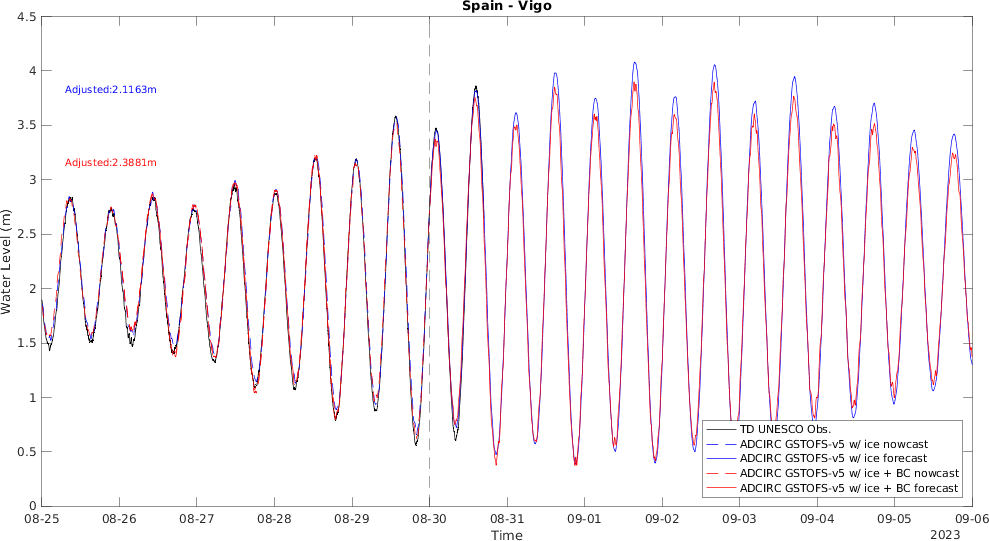 Spain - Vigo
4.5
4
3.5
3
2.5
2
1.5
1
0.5
0
Water Level (m)
Adjusted:2.1163m
Adjusted:2.3881m
TD UNESCO Obs.
ADCIRC GSTOFS-v5 w/ ice nowcast
ADCIRC GSTOFS-v5 w/ ice forecast
ADCIRC GSTOFS-v5 w/ ice + BC nowcast
ADCIRC GSTOFS-v5 w/ ice + BC forecast
08-25 08-26 08-27 08-28 08-29 08-30 08-31 09-01 09-02 09-03 09-04 09-05 09-06
Time
2023